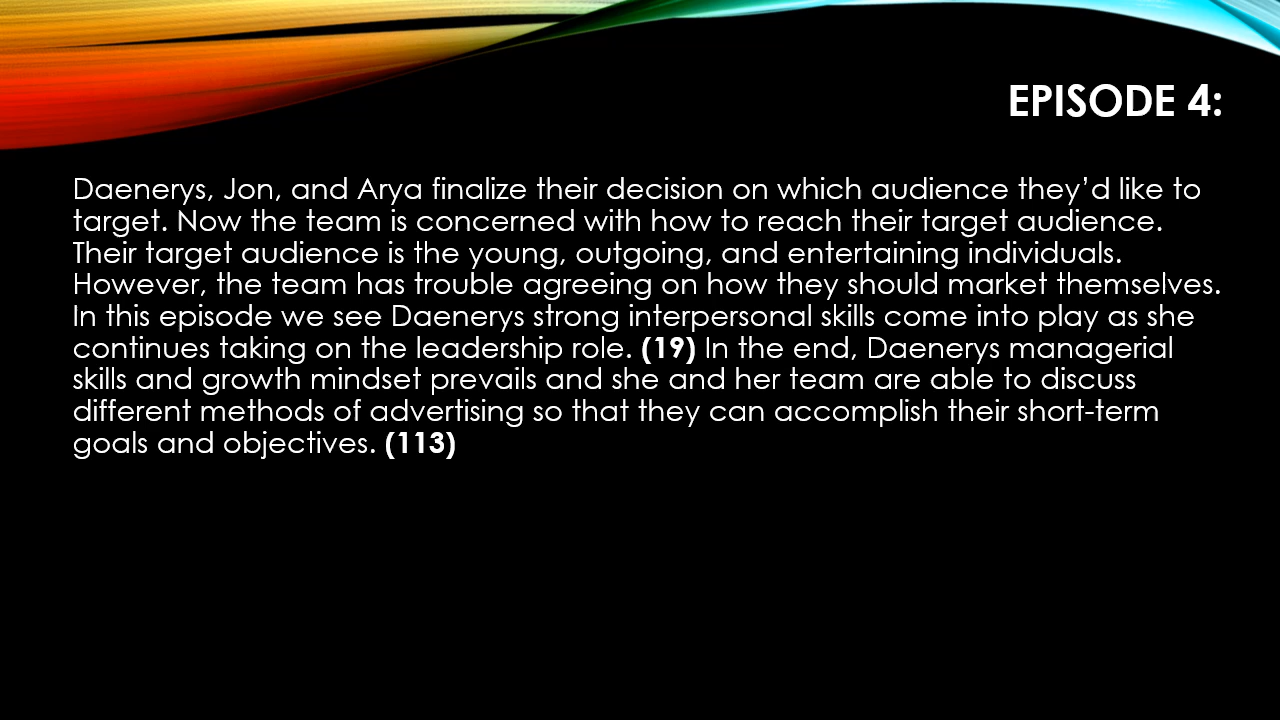 EPISODE 4:
Daenerys, Jon, and Arya finalize their decision on which audience they’d like to
target. Now the team is concerned with how to reach their target audience.
Their target audience is the young, outgoing, and entertaining individuals.
However, the team has trouble agreeing on how they should market themselves.
In this episode we see Daenerys strong interpersonal skills come into play as she
continues taking on the leadership role. (19) In the end, Daenerys managerial
skills and growth mindset prevails and she and her team are able to discuss
different methods of advertising so that they can accomplish their short-term
goals and objectives. (113)